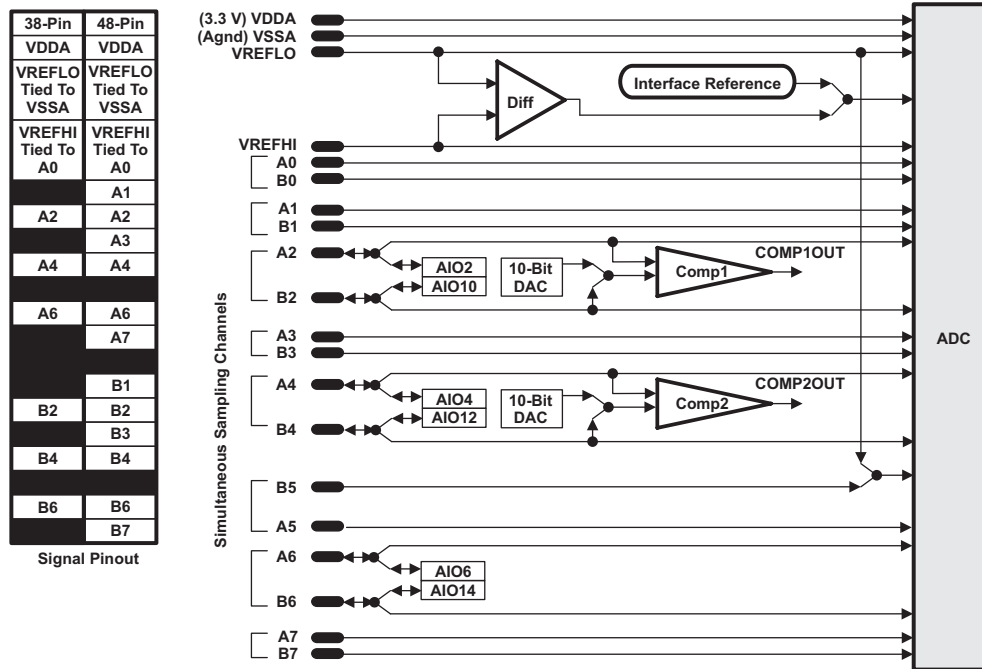 38-Pin 48-Pin
VDDA VDDA
VREFLO VREFLO
Tied To Tied To
VSSA VSSA
VREFHI VREFHI
Tied To Tied To
A0 A0
A1
A2 A2
A3
A4 A4
A6 A6
A7
B1
B2 B2
B3
B4 B4
B6 B6
B7
Signal Pinout
(3.3 V) VDDA
(Agnd) VSSA
VREFLO
Diff
Interface Reference
VREFHI
A0
B0
A1
B1
A2
AIO2
AIO10
10-Bit
DAC
Comp1
COMP1OUT
B2
Simultaneous Sampling Channels
A3
B3
A4
AIO4
AIO12
10-Bit
DAC
Comp2
COMP2OUT
B4
B5
A5
A6
AIO6
AIO14
B6
A7
B7
ADC